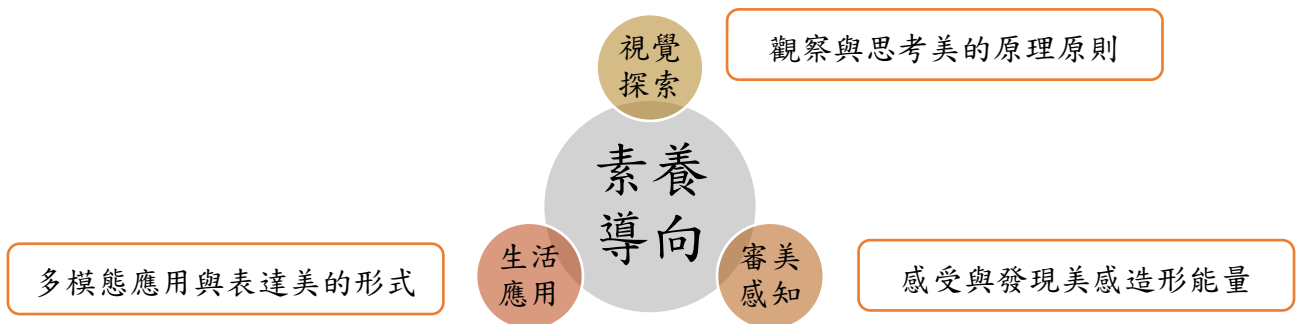 視覺
探索
觀察與思考美的原理原則
素養
導向
生活
應用
多模態應用與表達美的形式
審美
感知
感受與發現美感造形能量